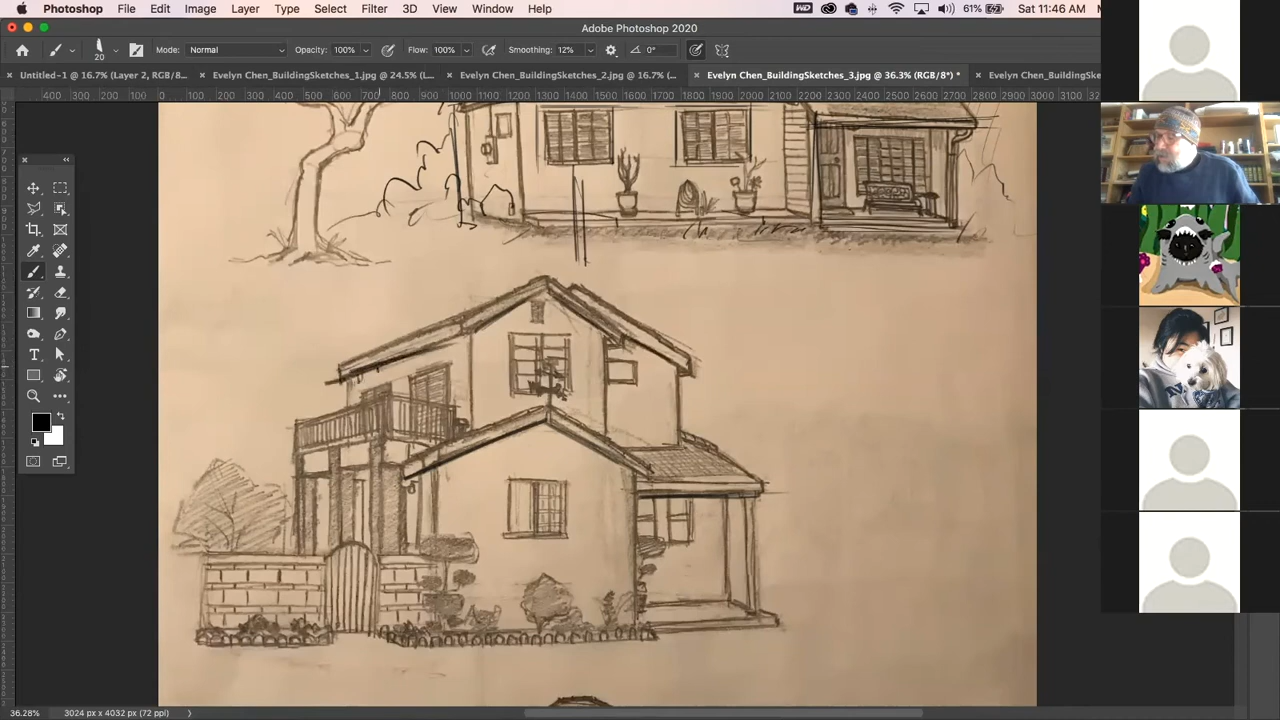 Photoshop File Edit Image Layer Type Select Filter 3D View Window Help 61% Sat 11:46 AM
Adobe Photoshop 2020
20 Mode: Normal Opacity: 100% Flow: 100% Smoothing: 12% 0°
Untitled-1 @ 16.7% (Layer 2, RGB/8... Evelyn Chen_BuildingSketches_1.jpg @ 24.5% (L... Evelyn Chen_BuildingSketches_2.jpg @ 16.7% (... Evelyn Chen_BuildingSketches_3.jpg @ 36.3% (RGB/8*) * Evelyn Chen_BuildingSketches_4.jpg
400 300 200 100 0 100 200 300 400 500 600 700 800 900 1000 1100 1200 1300 1400 1500 1600 1700 1800 1900 2000 2100 2200 2300 2400 2500 2600 2700 2800 2900 3000 3100
36.28% 3024 px x 4032 px (72 ppi)